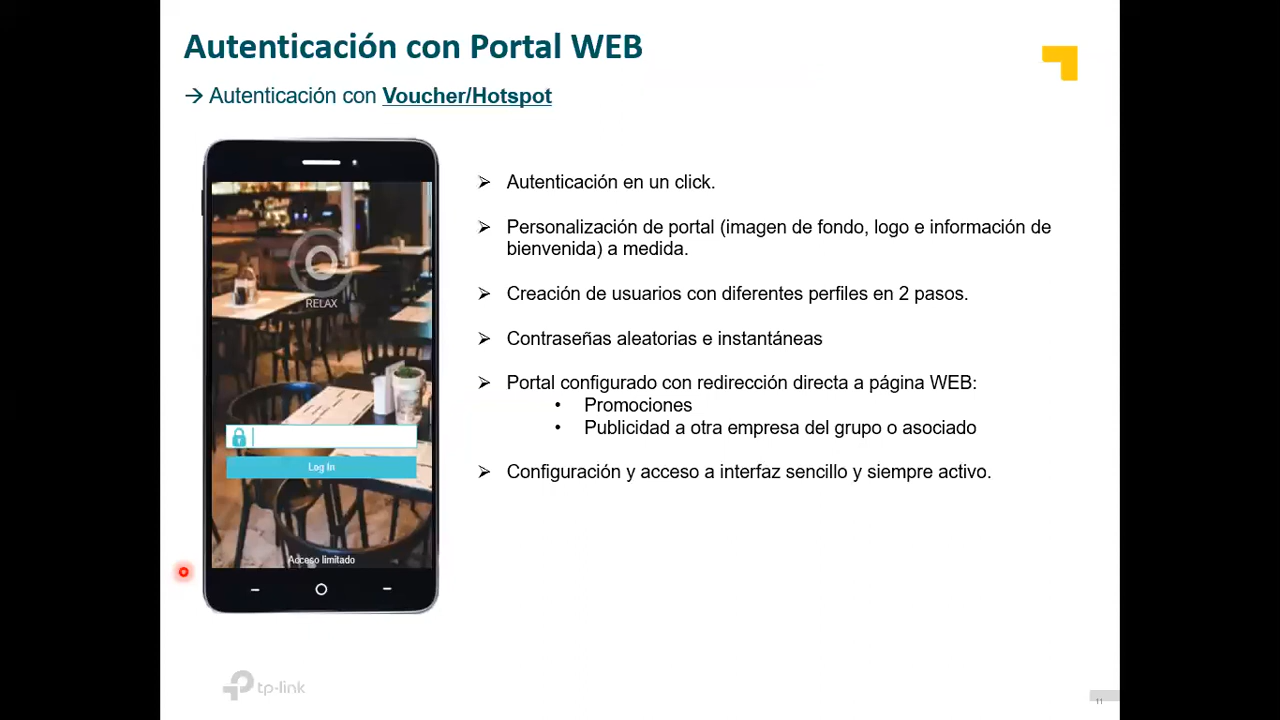 Autenticación con Portal WEB
→ Autenticación con Voucher/Hotspot
RELAX
Log In
Acceso limitado
➢ Autenticación en un click.
➢ Personalización de portal (imagen de fondo, logo e información de
bienvenida) a medida.
➢ Creación de usuarios con diferentes perfiles en 2 pasos.
➢ Contraseñas aleatorias e instantáneas
➢ Portal configurado con redirección directa a página WEB:
• Promociones
• Publicidad a otra empresa del grupo o asociado
➢ Configuración y acceso a interfaz sencillo y siempre activo.
tp-link
11